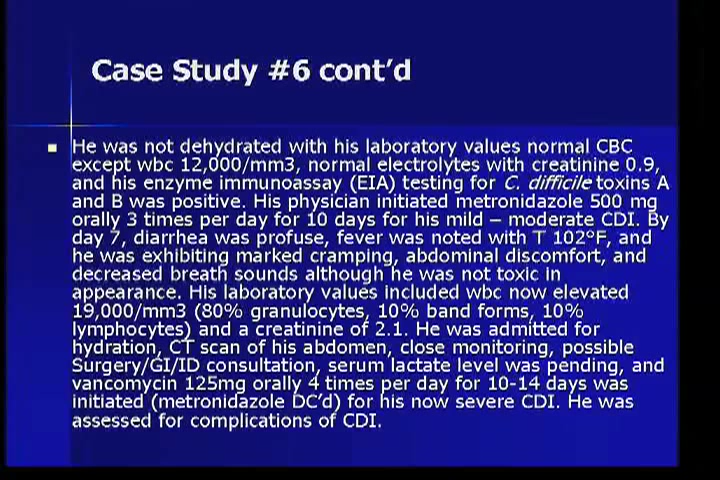 Case Study #6 cont'd
He was not dehydrated with his laboratory values normal CBC
except wbc 12,000/mm3, normal electrolytes with creatinine 0.9,
and his enzyme immunoassay (EIA) testing for C. difficile toxins A
and B was positive. His physician initiated metronidazole 500 mg
orally 3 times per day for 10 days for his mild – moderate CDI. By
day 7, diarrhea was profuse, fever was noted with T 102°F, and
he was exhibiting marked cramping, abdominal discomfort, and
decreased breath sounds although he was not toxic in
appearance. His laboratory values included wbc now elevated
19,000/mm3 (80% granulocytes, 10% band forms, 10%
lymphocytes) and a creatinine of 2.1. He was admitted for
hydration, CT scan of his abdomen, close monitoring, possible
Surgery/GI/ID consultation, serum lactate level was pending, and
vancomycin 125mg orally 4 times per day for 10-14 days was
initiated (metronidazole DC'd) for his now severe CDI. He was
assessed for complications of CDI.